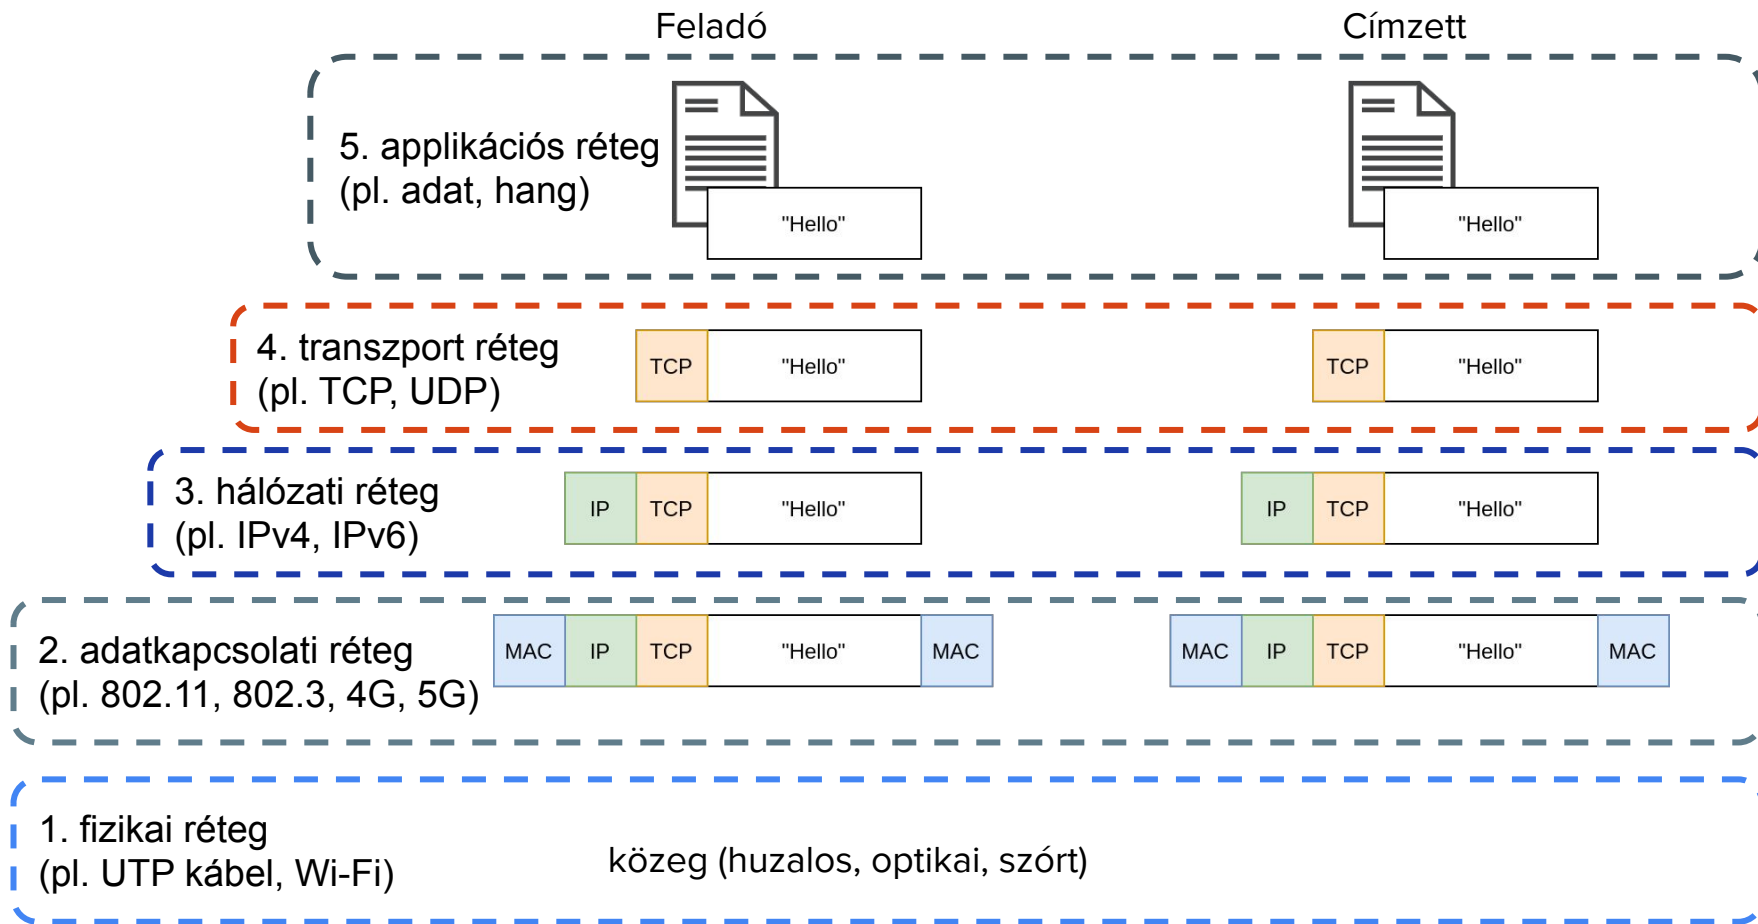 Feladó
Címzett
5. applikációs réteg
(pl. adat, hang)
"Hello"
"Hello"
4. transzport réteg
(pl. TCP, UDP)
TCP
"Hello"
TCP
"Hello"
3. hálózati réteg
(pl. IPv4, IPv6)
IP
TCP
"Hello"
IP
TCP
"Hello"
2. adatkapcsolati réteg
(pl. 802.11, 802.3, 4G, 5G)
MAC
IP
TCP
"Hello"
MAC
MAC
IP
TCP
"Hello"
MAC
1. fizikai réteg
(pl. UTP kábel, Wi-Fi)
közeg (huzalos, optikai, szórt)